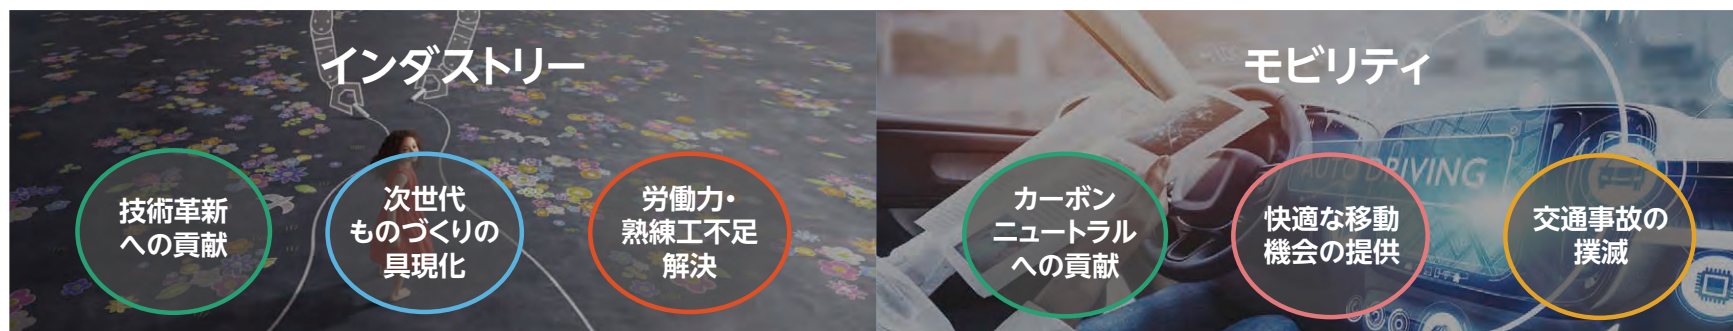 インダストリー
技術革新
への貢献
次世代
ものづくりの
具現化
労働力・
熟練工不足
解決
モビリティ
カーボン
ニュートラル
への貢献
快適な移動
機会の提供
交通事故の
撲滅
AUTO DRIVING